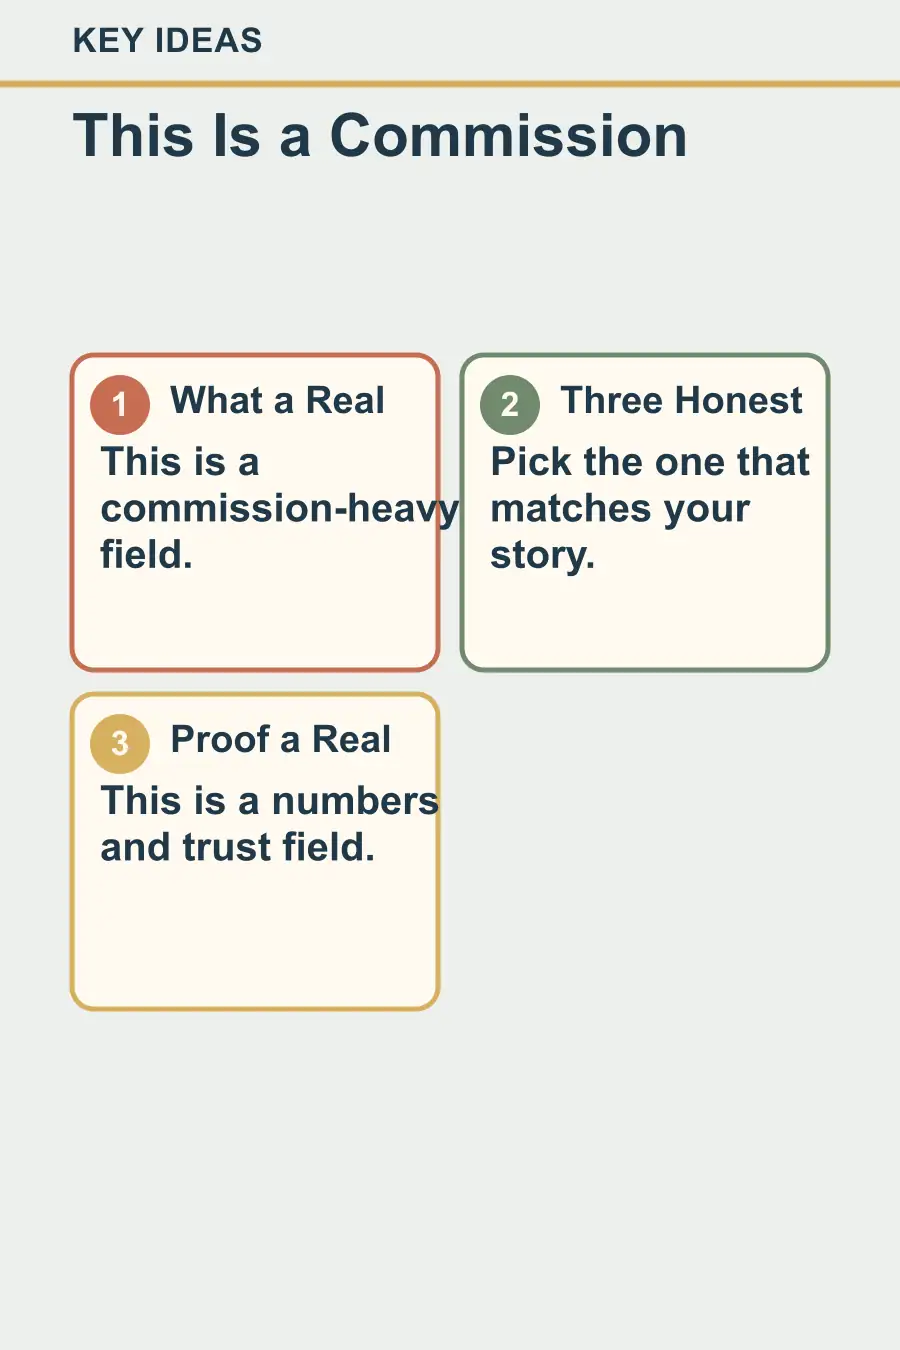 KEY IDEAS
This Is a Commission
1 What a Real
This is a
commission-heavy
field.
2 Three Honest
Pick the one that
matches your
story.
3 Proof a Real
This is a numbers
and trust field.